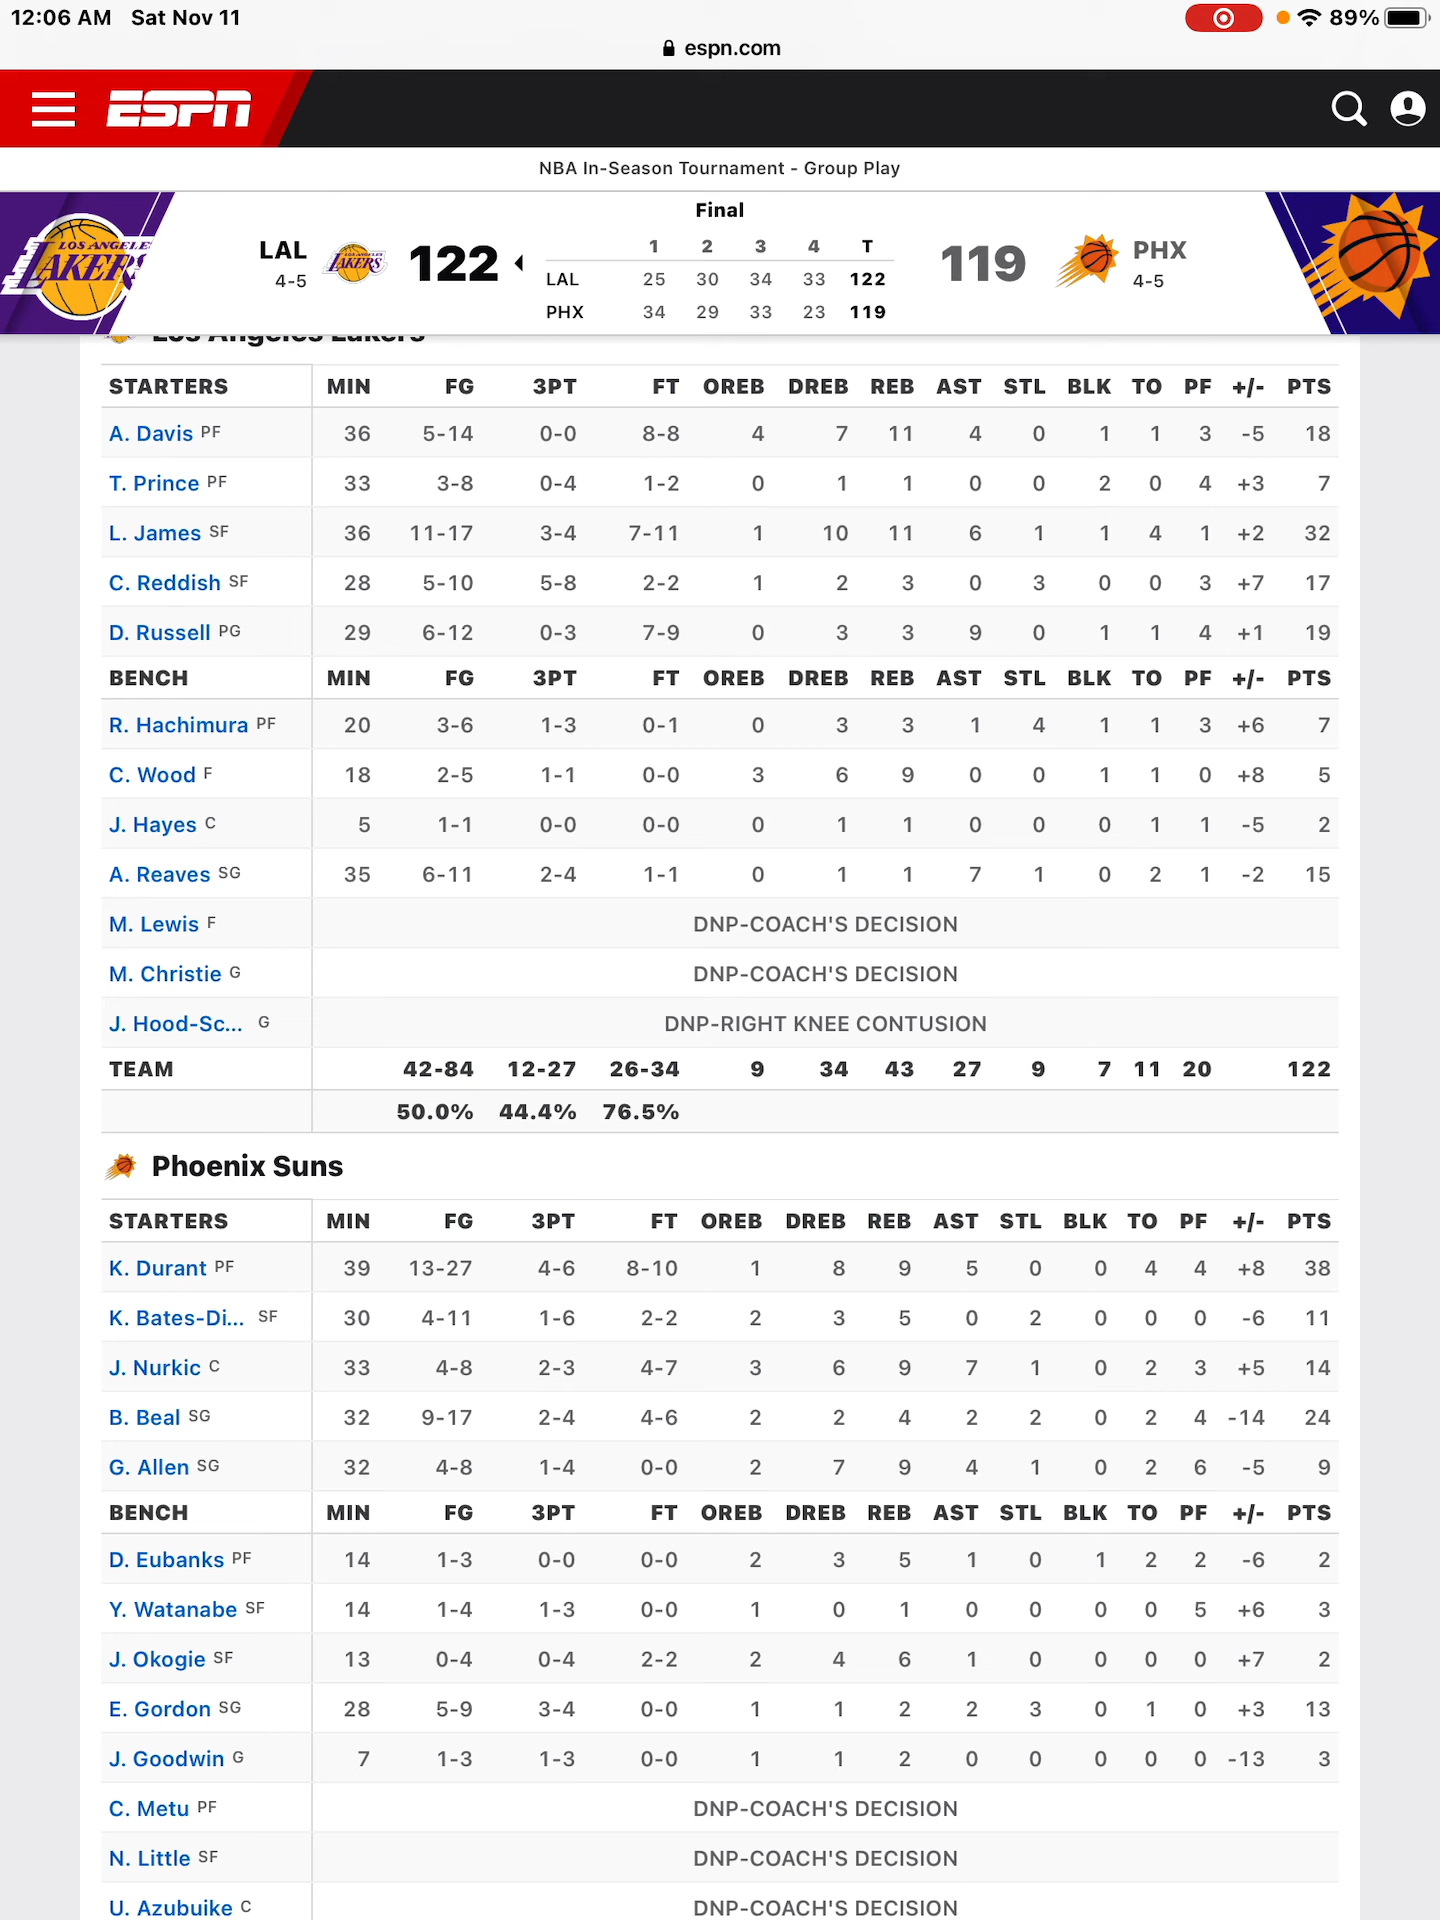 12:06 AM Sat Nov 11 89%
espn.com
ESPN
NBA In-Season Tournament - Group Play
Final
LOS ANGELES LAKERS LAL 4-5 LOS ANGELES LAKERS 122 119 PHX 4-5
1 2 3 4 T
LAL 25 30 34 33 122
PHX 34 29 33 23 119
Los Angeles Lakers
STARTERS MIN FG 3PT FT OREB DREB REB AST STL BLK TO PF +/- PTS
A. Davis PF 36 5-14 0-0 8-8 4 7 11 4 0 1 1 3 -5 18
T. Prince PF 33 3-8 0-4 1-2 0 1 1 0 0 2 0 4 +3 7
L. James SF 36 11-17 3-4 7-11 1 10 11 6 1 1 4 1 +2 32
C. Reddish SF 28 5-10 5-8 2-2 1 2 3 0 3 0 0 3 +7 17
D. Russell PG 29 6-12 0-3 7-9 0 3 3 9 0 1 1 4 +1 19
BENCH MIN FG 3PT FT OREB DREB REB AST STL BLK TO PF +/- PTS
R. Hachimura PF 20 3-6 1-3 0-1 0 3 3 1 4 1 1 3 +6 7
C. Wood F 18 2-5 1-1 0-0 3 6 9 0 0 1 1 0 +8 5
J. Hayes C 5 1-1 0-0 0-0 0 1 1 0 0 0 1 1 -5 2
A. Reaves SG 35 6-11 2-4 1-1 0 1 1 7 1 0 2 1 -2 15
M. Lewis F DNP-COACH'S DECISION
M. Christie G DNP-COACH'S DECISION
J. Hood-Sc... G DNP-RIGHT KNEE CONTUSION
TEAM 42-84 12-27 26-34 9 34 43 27 9 7 11 20 122
50.0% 44.4% 76.5%
Phoenix Suns
STARTERS MIN FG 3PT FT OREB DREB REB AST STL BLK TO PF +/- PTS
K. Durant PF 39 13-27 4-6 8-10 1 8 9 5 0 0 4 4 +8 38
K. Bates-Di... SF 30 4-11 1-6 2-2 2 3 5 0 2 0 0 0 -6 11
J. Nurkic C 33 4-8 2-3 4-7 3 6 9 7 1 0 2 3 +5 14
B. Beal SG 32 9-17 2-4 4-6 2 2 4 2 2 0 2 4 -14 24
G. Allen SG 32 4-8 1-4 0-0 2 7 9 4 1 0 2 6 -5 9
BENCH MIN FG 3PT FT OREB DREB REB AST STL BLK TO PF +/- PTS
D. Eubanks PF 14 1-3 0-0 0-0 2 3 5 1 0 1 2 2 -6 2
Y. Watanabe SF 14 1-4 1-3 0-0 1 0 1 0 0 0 0 5 +6 3
J. Okogie SF 13 0-4 0-4 2-2 2 4 6 1 0 0 0 0 +7 2
E. Gordon SG 28 5-9 3-4 0-0 1 1 2 2 3 0 1 0 +3 13
J. Goodwin G 7 1-3 1-3 0-0 1 1 2 0 0 0 0 0 -13 3
C. Metu PF DNP-COACH'S DECISION
N. Little SF DNP-COACH'S DECISION
U. Azubuike C DNP-COACH'S DECISION